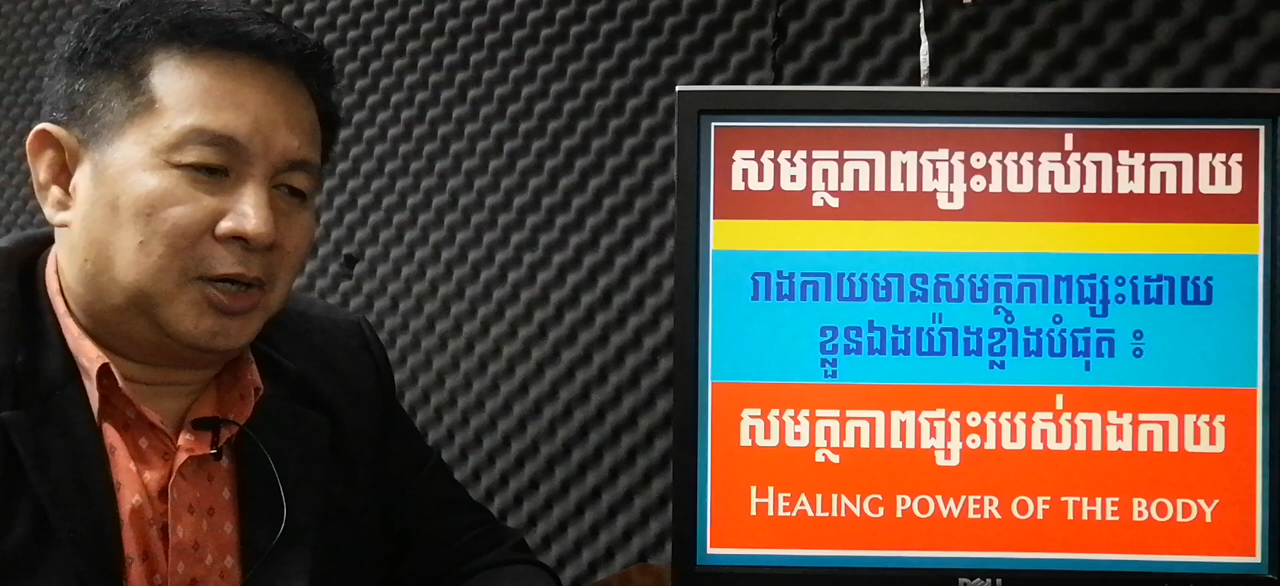 សមត្ថភាពផ្សះរបស់រាងកាយ
រាងកាយមានសមត្ថភាពផ្សះដោយ
ខ្លួនឯងយ៉ាងខ្លាំងបំផុត ៖
សមត្ថភាពផ្សះរបស់រាងកាយ
HEALING POWER OF THE BODY